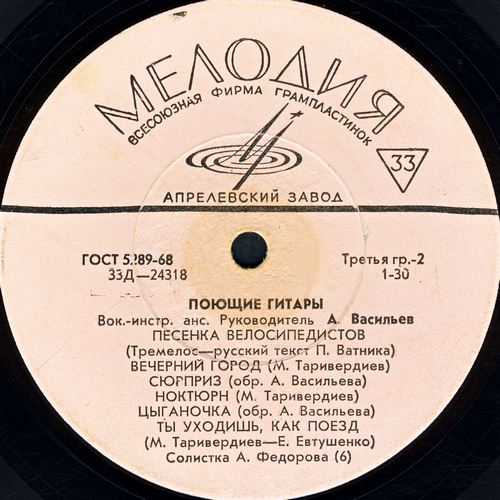 МЕЛОДИЯ
ВСЕСОЮЗНАЯ ФИРМА ГРАМПЛАСТИНОК
33
АПРЕЛЕВСКИЙ ЗАВОД
ГОСТ 5.289-68
Третья гр.-2
33Д—24318
1-30
ПОЮЩИЕ ГИТАРЫ
Вок.-инстр. анс. Руководитель А. Васильев
ПЕСЕНКА ВЕЛОСИПЕДИСТОВ
(Тремелос—русский текст П. Ватника)
ВЕЧЕРНИЙ ГОРОД (М. Таривердиев)
СЮРПРИЗ (обр. А. Васильева)
НОКТЮРН (М. Таривердиев)
ЦЫГАНОЧКА (обр. А. Васильева)
ТЫ УХОДИШЬ, КАК ПОЕЗД
(М. Таривердиев—Е. Евтушенко)
Солистка А. Федорова (6)